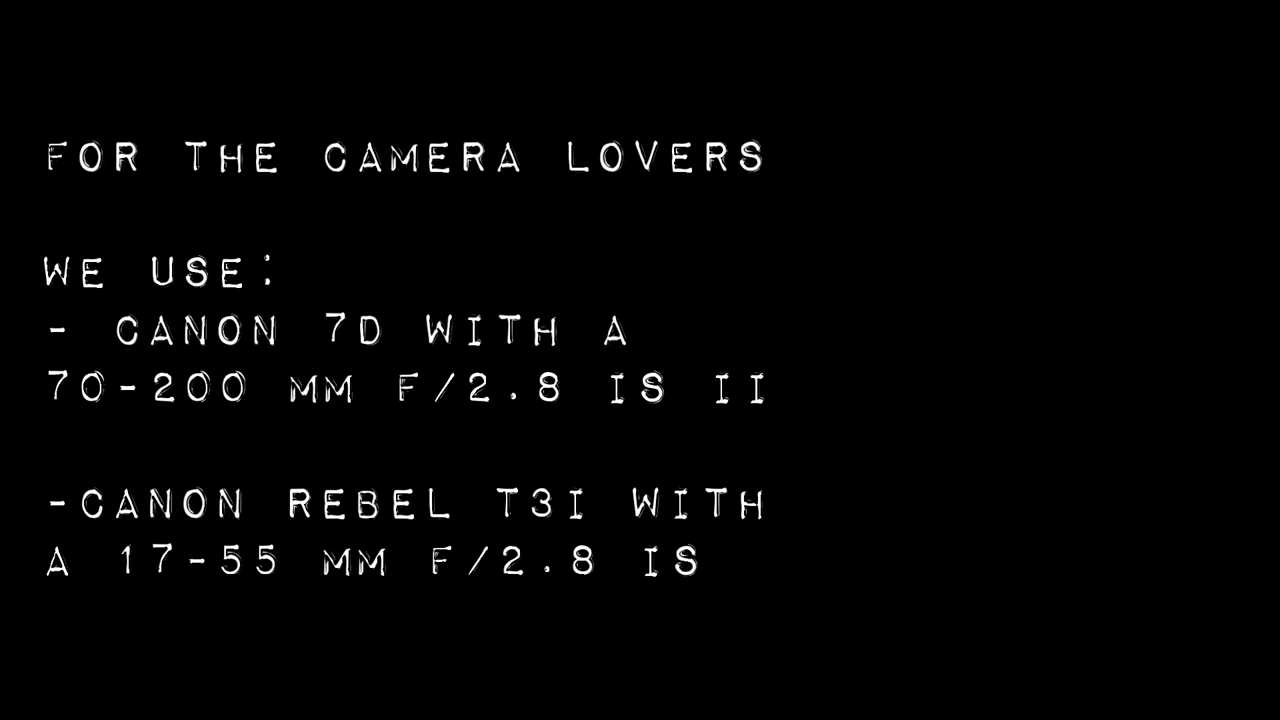 FOR THE CAMERA LOVERS
WE USE:
- CANON 7D WITH A
70-200 MM F/2.8 IS II
-CANON REBEL T3I WITH
A 17-55 MM F/2.8 IS